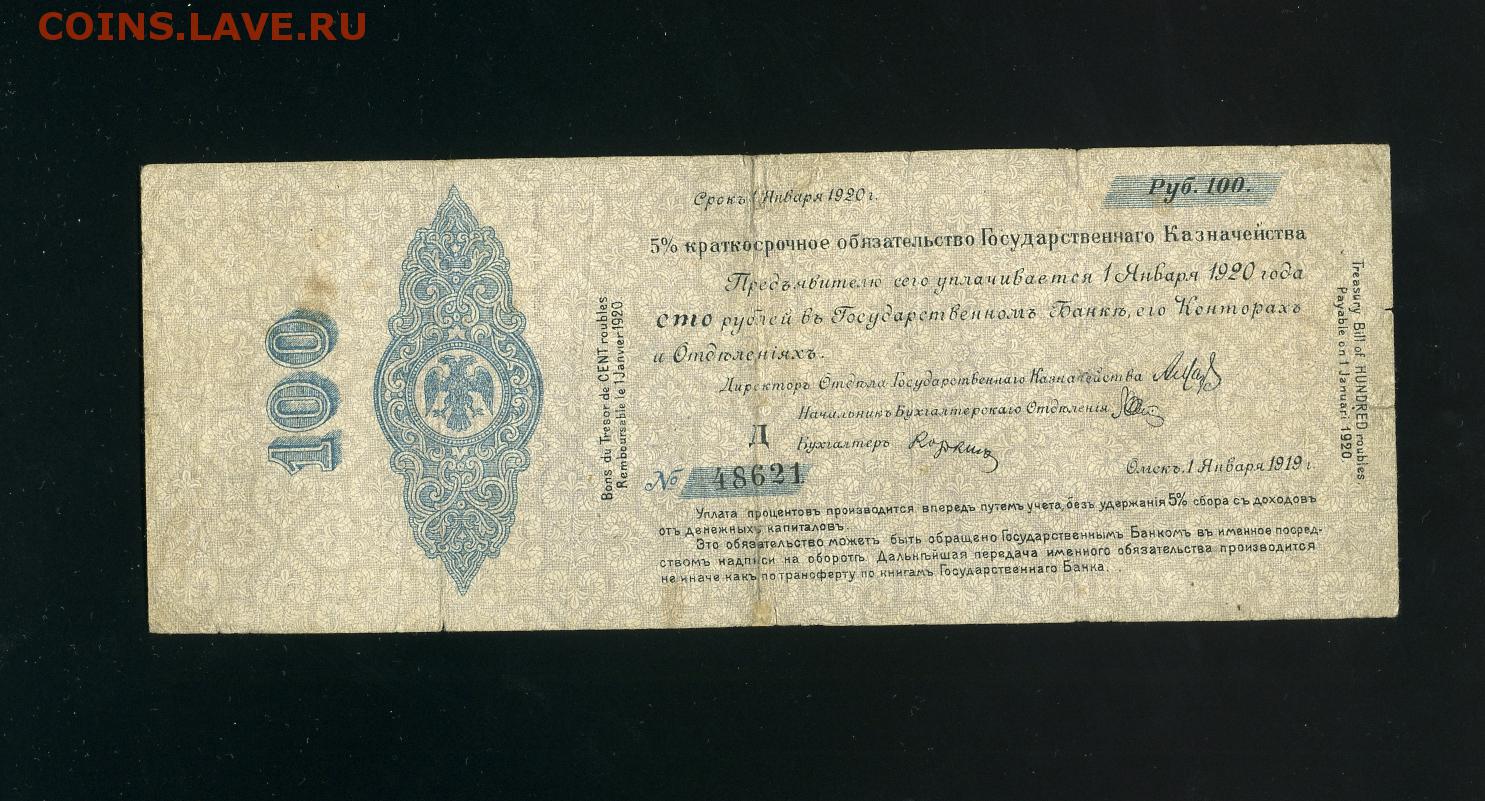 COINS.LAVE.RU
100
Bons du Tresor de CENT roubles
Remboursable le 1 Janvier 1920
Срокъ 1 Января 1920 г.
Руб. 100.
5% краткосрочное обязательство Государственнаго Казначейства
Предъявителю сего уплачивается 1 Января 1920 года
сто рублей въ Государственномъ Банкѣ, его Конторахъ
и Отдѣленіяхъ.
Директоръ Отдѣла Государственнаго Казначейства
Начальникъ Бухгалтерскаго Отдѣленія
Д
Бухгалтеръ
№ 48621
Омскъ, 1 Января 1919 г.
Уплата процентовъ производится впередъ путемъ учета, безъ удержанія 5% сбора съ доходовъ
отъ денежныхъ капиталовъ.
Это обязательство можетъ быть обращено Государственнымъ Банкомъ въ именное посред-
ствомъ надписи на оборотѣ. Дальнѣйшая передача именного обязательства производится
не иначе какъ по трансферту по книгамъ Государственнаго Банка.
Treasury Bill of HUNDRED roubles
Payable on 1 Januari 1920